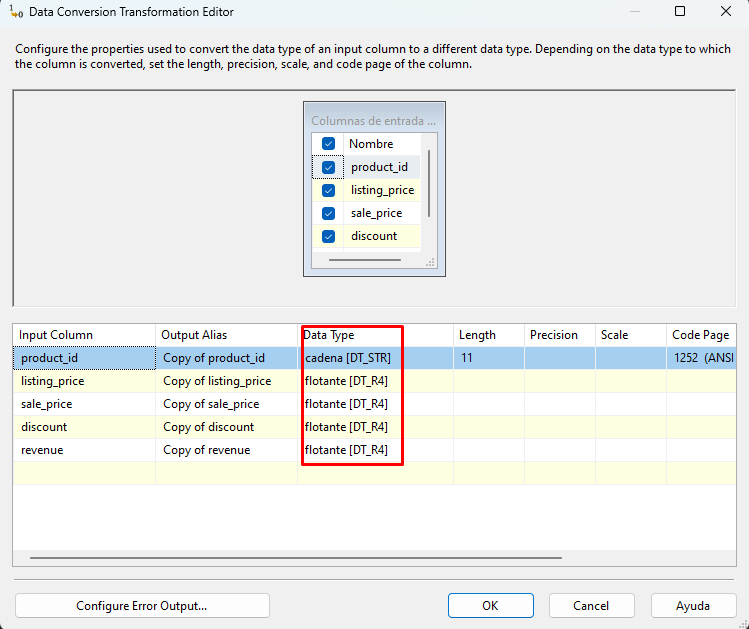 Data Conversion Transformation Editor
Configure the properties used to convert the data type of an input column to a different data type. Depending on the data type to which
the column is converted, set the length, precision, scale, and code page of the column.
Columnas de entrada ...
Nombre
product_id
listing_price
sale_price
discount
Input Column Output Alias Data Type Length Precision Scale Code Page
product_id Copy of product_id cadena [DT_STR] 11 1252 (ANSI
listing_price Copy of listing_price flotante [DT_R4]
sale_price Copy of sale_price flotante [DT_R4]
discount Copy of discount flotante [DT_R4]
revenue Copy of revenue flotante [DT_R4]
Configure Error Output... OK Cancel Ayuda